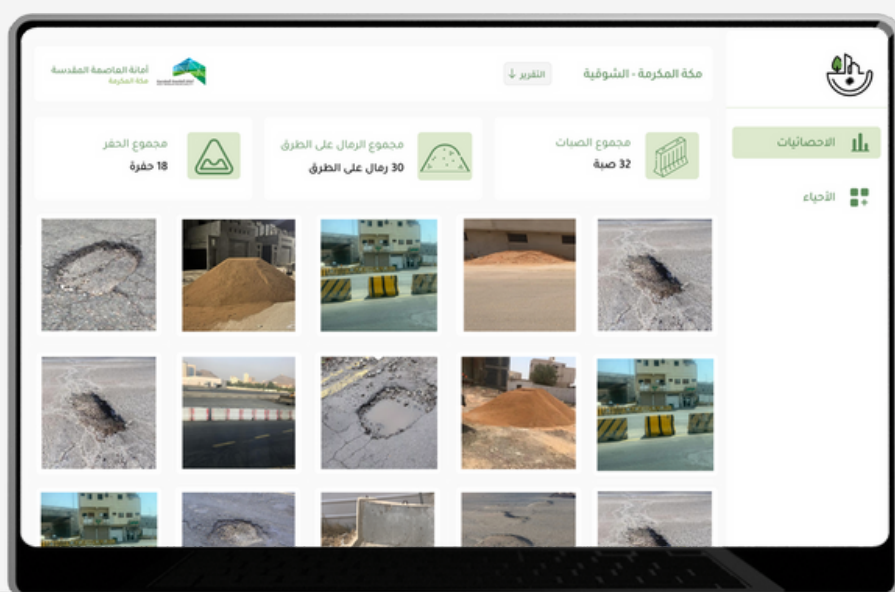 مكة المكرمة - الشوقية
التقرير ↓
أمانة العاصمة المقدسة
مكة المكرمة
الاحصائيات
الأحياء
مجموع الصبات
32 صبة
مجموع الرمال على الطرق
30 رمال على الطرق
مجموع الحفر
18 حفرة